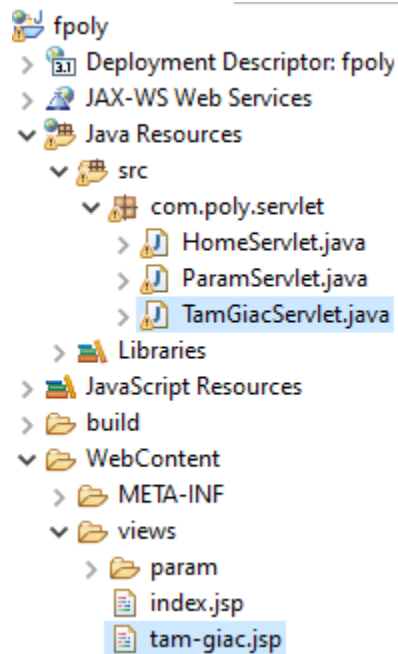 fpoly
Deployment Descriptor: fpoly
JAX-WS Web Services
Java Resources
src
com.poly.servlet
HomeServlet.java
ParamServlet.java
TamGiacServlet.java
Libraries
JavaScript Resources
build
WebContent
META-INF
views
param
index.jsp
tam-giac.jsp